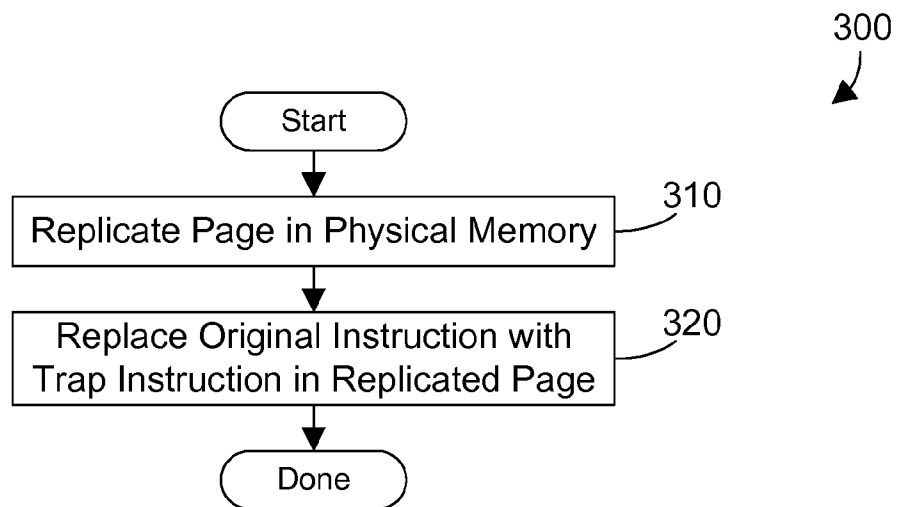 300
Start
Replicate Page in Physical Memory
310
Replace Original Instruction with
Trap Instruction in Replicated Page
320
Done